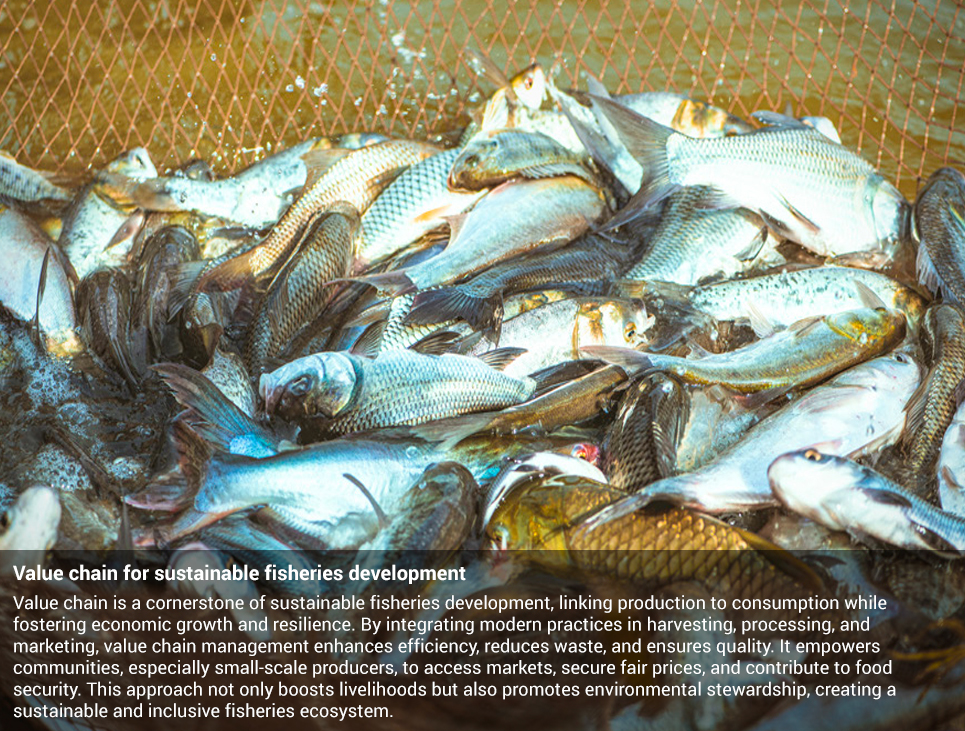 Value chain for sustainable fisheries development
Value chain is a cornerstone of sustainable fisheries development, linking production to consumption while
fostering economic growth and resilience. By integrating modern practices in harvesting, processing, and
marketing, value chain management enhances efficiency, reduces waste, and ensures quality. It empowers
communities, especially small-scale producers, to access markets, secure fair prices, and contribute to food
security. This approach not only boosts livelihoods but also promotes environmental stewardship, creating a
sustainable and inclusive fisheries ecosystem.